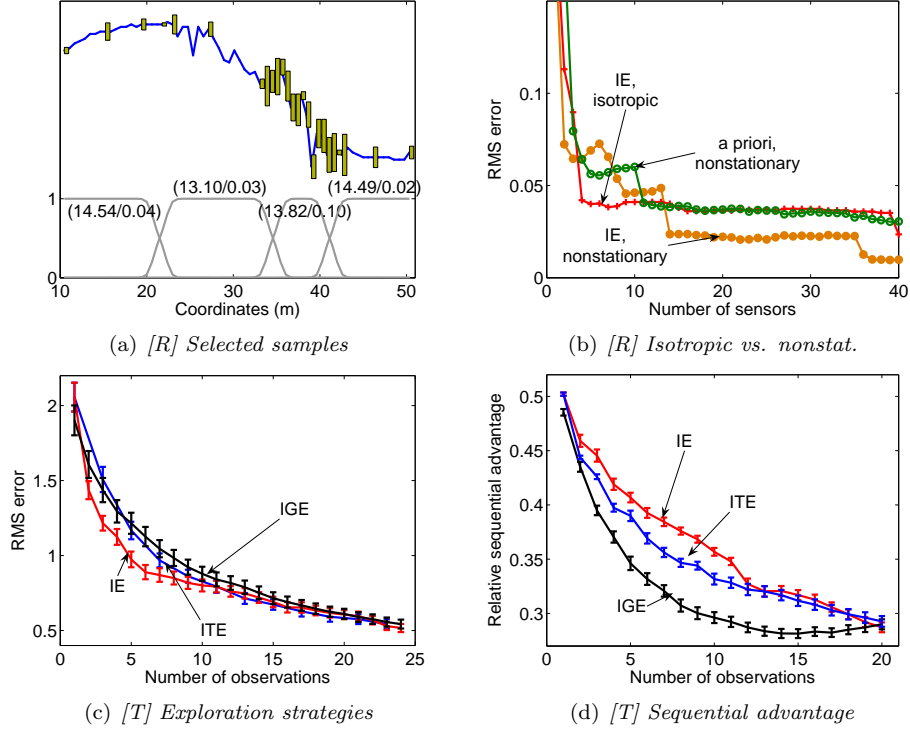 (13.10/0.03)
(14.49/0.02)
1
(14.54/0.04)
(13.82/0.10)
0
10
20
30
40
50
Coordinates (m)
(a) [R] Selected samples
0.1
0.05
0
RMS error
IE,
isotropic
a priori,
nonstationary
IE,
nonstationary
0
10
20
30
40
Number of sensors
(b) [R] Isotropic vs. nonstat.
2
1.5
1
0.5
RMS error
IGE
IE
ITE
0
5
10
15
20
25
Number of observations
(c) [T] Exploration strategies
0.5
0.45
0.4
0.35
0.3
Relative sequential advantage
IE
ITE
IGE
0
5
10
15
20
Number of observations
(d) [T] Sequential advantage